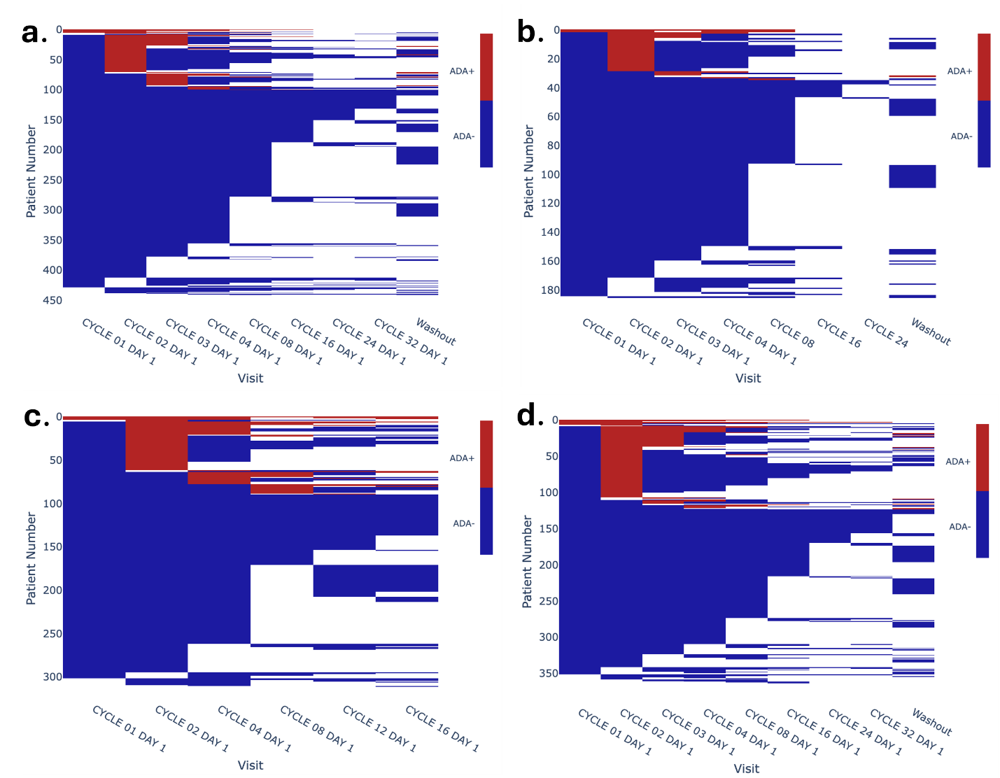 a.
0
50
100
150
200
250
300
350
400
450
Patient Number
CYCLE 01 DAY 1
CYCLE 02 DAY 1
CYCLE 03 DAY 1
CYCLE 04 DAY 1
CYCLE 08 DAY 1
CYCLE 16 DAY 1
CYCLE 24 DAY 1
CYCLE 32 DAY 1
Washout
Visit
ADA+
ADA-
b.
0
20
40
60
80
100
120
140
160
180
Patient Number
CYCLE 01 DAY 1
CYCLE 02 DAY 1
CYCLE 03 DAY 1
CYCLE 04 DAY 1
CYCLE 08
CYCLE 16
CYCLE 24
Washout
Visit
ADA+
ADA-
c.
0
50
100
150
200
250
300
Patient Number
CYCLE 01 DAY 1
CYCLE 02 DAY 1
CYCLE 04 DAY 1
CYCLE 08 DAY 1
CYCLE 12 DAY 1
CYCLE 16 DAY 1
Visit
ADA+
ADA-
d.
0
50
100
150
200
250
300
350
Patient Number
CYCLE 01 DAY 1
CYCLE 02 DAY 1
CYCLE 03 DAY 1
CYCLE 04 DAY 1
CYCLE 08 DAY 1
CYCLE 16 DAY 1
CYCLE 24 DAY 1
CYCLE 32 DAY 1
Washout
Visit
ADA+
ADA-